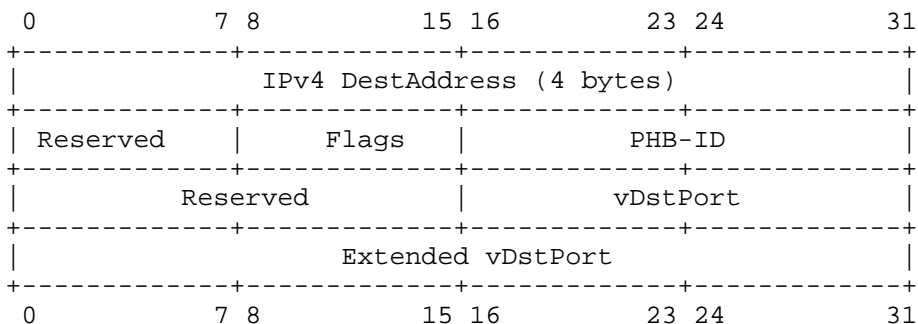 0 7 8 15 16 23 24 31
IPv4 DestAddress (4 bytes)
Reserved Flags PHB-ID
Reserved vDstPort
Extended vDstPort
0 7 8 15 16 23 24 31